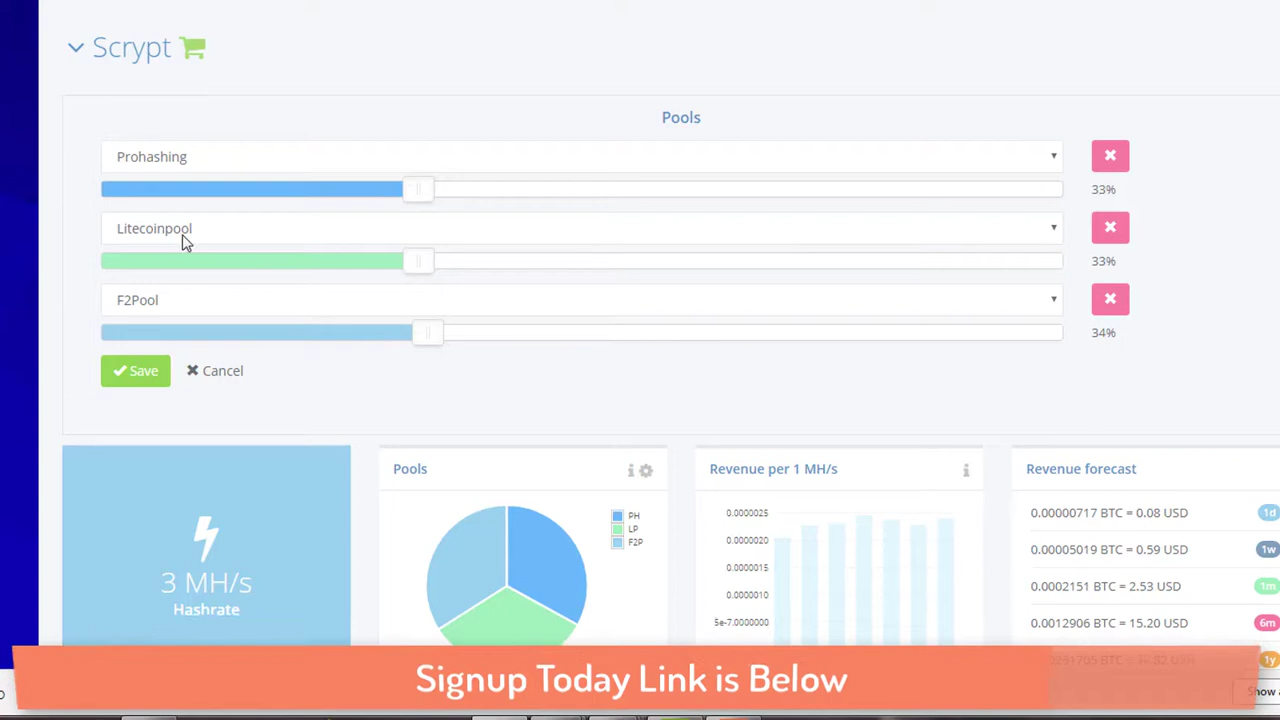 Scrypt
Pools
Prohashing
33%
Litecoinpool
33%
F2Pool
34%
Save
Cancel
3 MH/s
Hashrate
Pools
PH
LP
F2P
Revenue per 1 MH/s
0.0000025
0.0000020
0.0000015
0.0000010
5e-7.0000000
Revenue forecast
0.00000717 BTC = 0.08 USD
1d
0.00005019 BTC = 0.59 USD
1w
0.0002151 BTC = 2.53 USD
1m
0.0012906 BTC = 15.20 USD
6m
1y
Show
Signup Today Link is Below